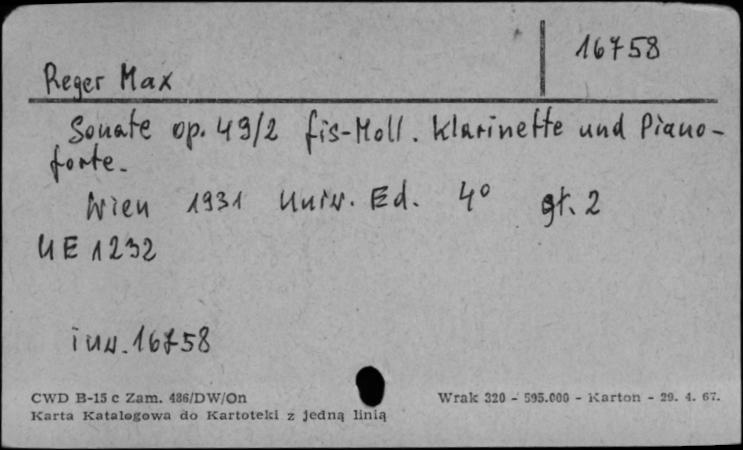 16758
Reger Max
Sonate op. 49/2 fis-Moll. Klarinette und Piano-
forte.
Wien 1931 Univ. Ed. 4° gł. 2
UE 1232
inv. 16758
CWD B-15 c Zam. 486/DW/On
Wrak 320 - 595.000 - Karton - 29. 4. 67.
Karta Katalogowa do Kartoteki z jedną linią